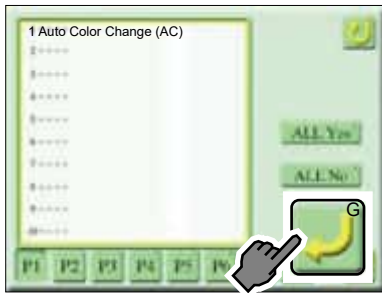 1 Auto Color Change (AC)
2-----
3-----
4-----
5-----
6-----
7-----
8-----
9-----
10-----
ALL Yes
ALL No
G
P1 P2 P3 P4 P5 P6